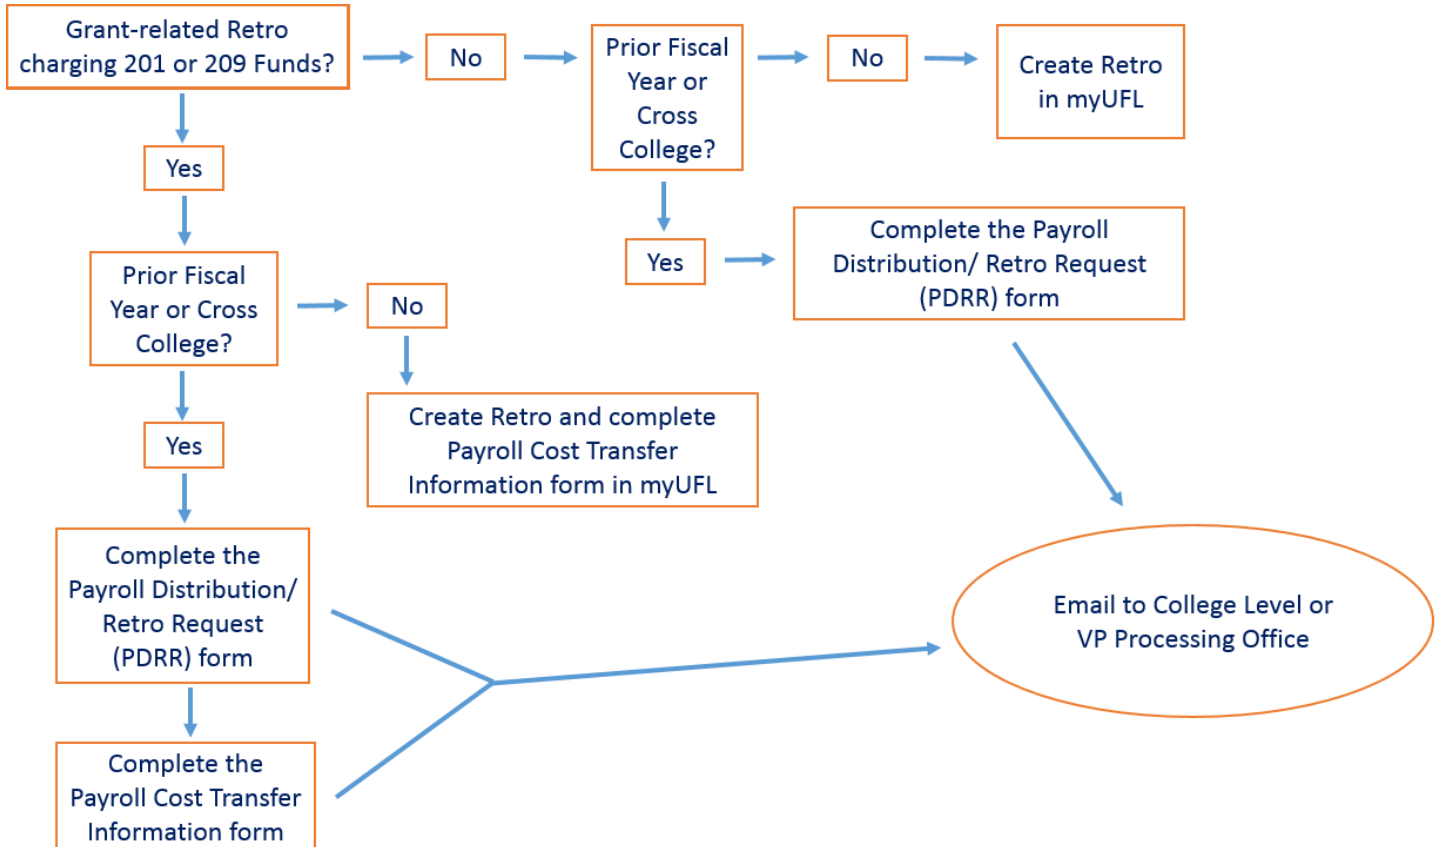 Grant-related Retro
charging 201 or 209 Funds?
No
Prior Fiscal
Year or
Cross
College?
No
Create Retro
in myUFL
Yes
Yes
Complete the Payroll
Distribution/ Retro Request
(PDRR) form
Prior Fiscal
Year or Cross
College?
No
Create Retro and complete
Payroll Cost Transfer
Information form in myUFL
Yes
Complete the
Payroll Distribution/
Retro Request
(PDRR) form
Email to College Level or
VP Processing Office
Complete the
Payroll Cost Transfer
Information form